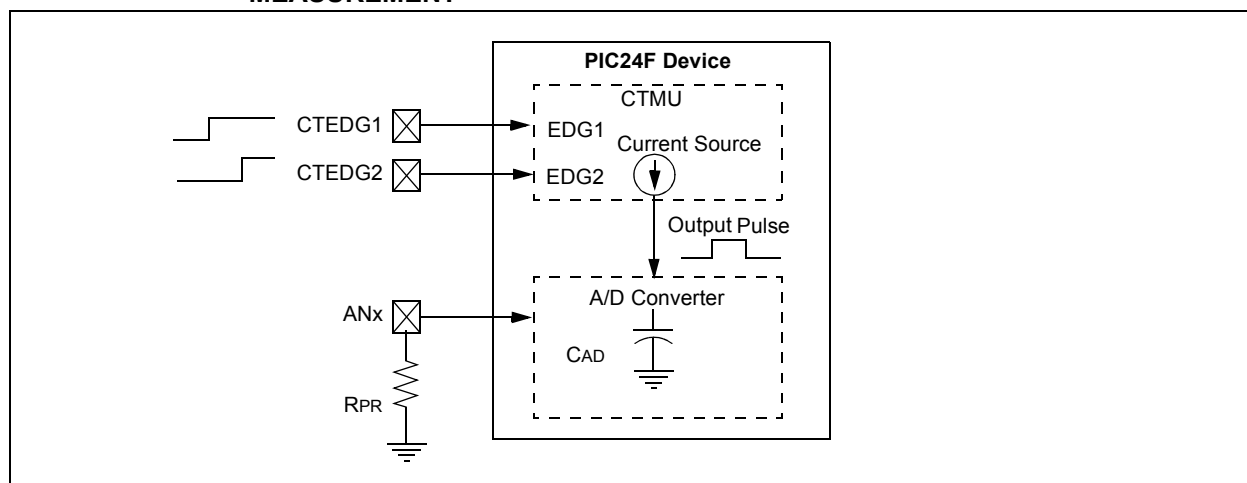 MEASUREMENT
PIC24F Device
CTMU
CTEDG1
EDG1
Current Source
CTEDG2
EDG2
Output Pulse
A/D Converter
ANx
CAD
RPR